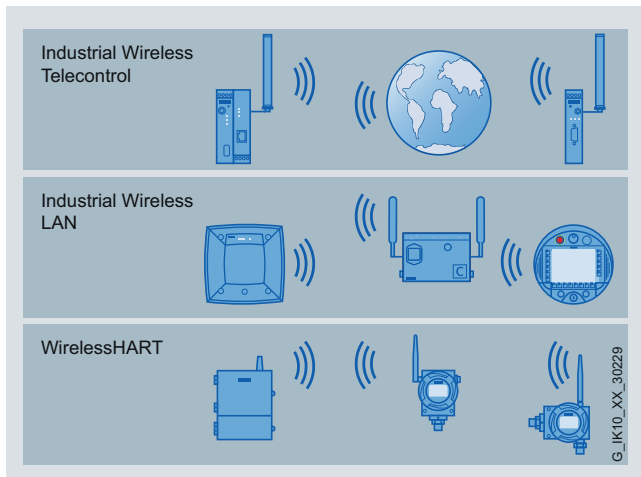 Industrial Wireless
Telecontrol
Industrial Wireless
LAN
C
WirelessHART
G_IK10_XX_30229